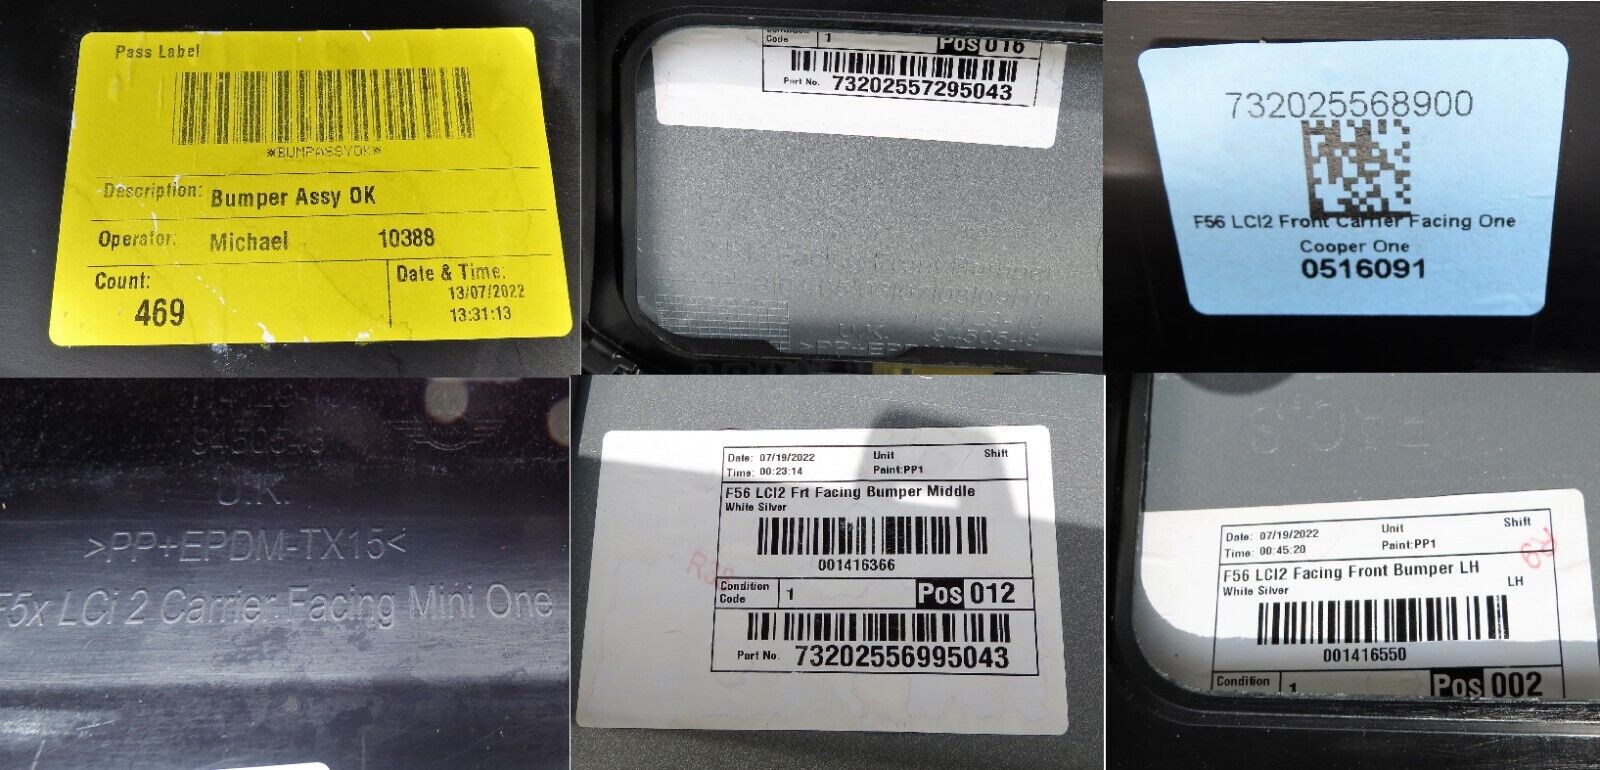 Pass Label
*BUMPASSYOK*
Description: Bumper Assy OK
Operator: Michael 10388
Count: 469
Date & Time:
13/07/2022
13:31:13
Condition Code 1 Pos 016
Part No. 73202557295043
U.K. 9450546
732025568900
F56 LCI2 Front Carrier Facing One
Cooper One
0516091
U.K.
>PP+EPDM-TX15<
F5x LCi 2 Carrier Facing Mini One
Date: 07/19/2022 Unit Shift
Time: 00:23:14 Paint:PP1
F56 LCI2 Frt Facing Bumper Middle
White Silver
001416366
Condition Code 1 Pos 012
Part No. 73202556995043
Date: 07/19/2022 Unit Shift
Time: 00:45:20 Paint:PP1
F56 LCI2 Facing Front Bumper LH
White Silver LH
001416550
Condition 1 Pos 002